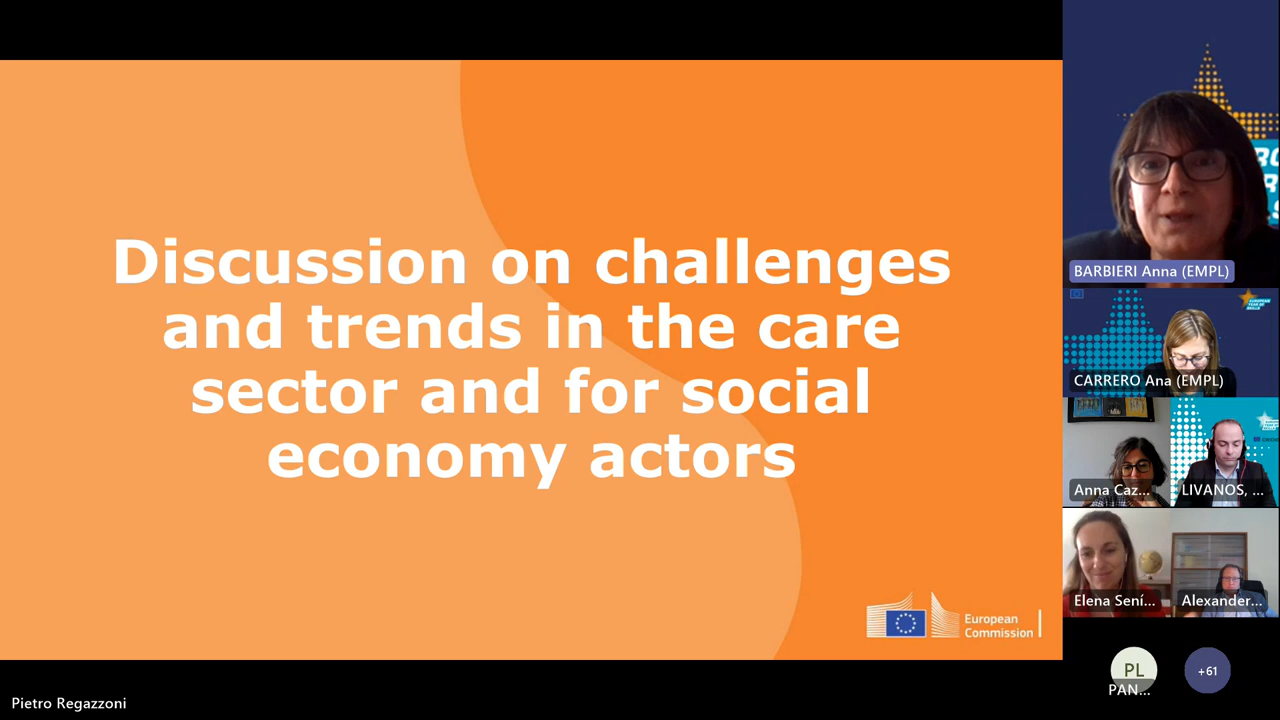 Discussion on challenges
and trends in the care
sector and for social
economy actors
European
Commission
Pietro Regazzoni
BARBIERI Anna (EMPL)
CARRERO Ana (EMPL)
Anna Caz...
LIVANOS, ...
Elena Sení...
Alexander...
PL
PAN...
+61